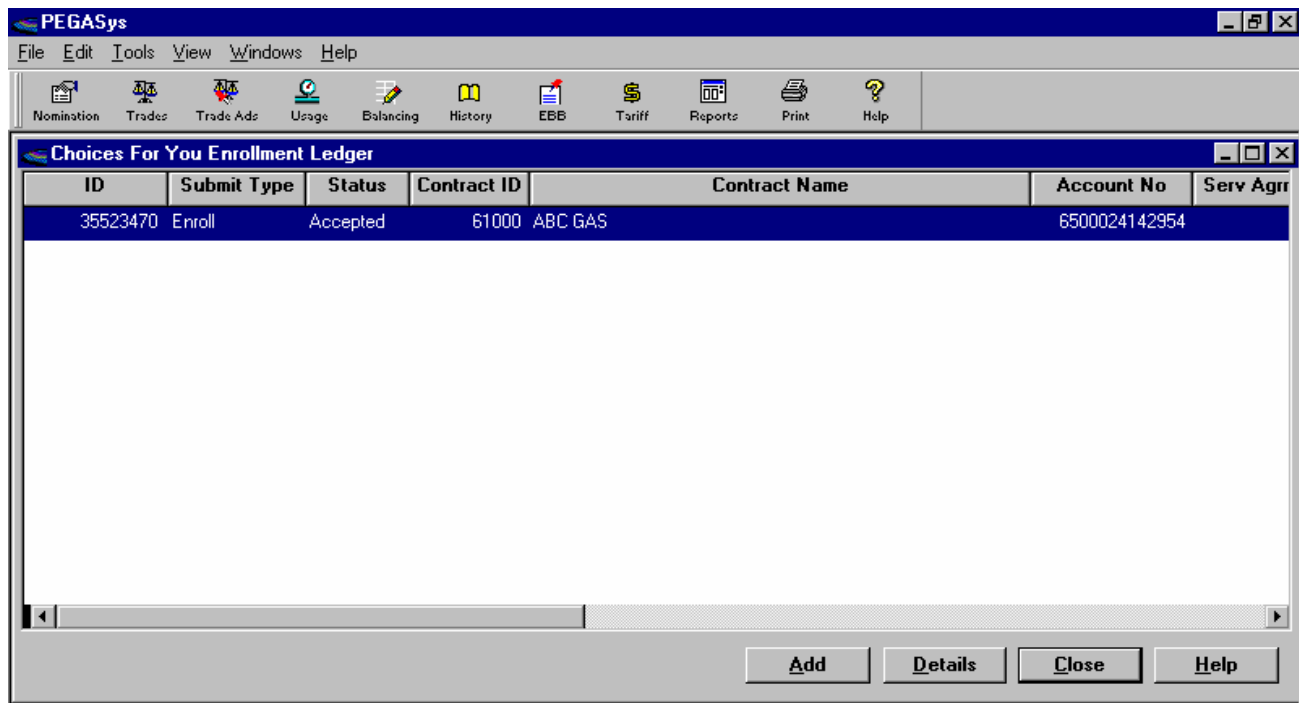 PEGASys
File Edit Tools View Windows Help
Nomination Trades Trade Ads Usage Balancing History EBB Tariff Reports Print Help
Choices For You Enrollment Ledger
ID Submit Type Status Contract ID Contract Name Account No Serv Agrr
35523470 Enroll Accepted 61000 ABC GAS 6500024142954
Add Details Close Help